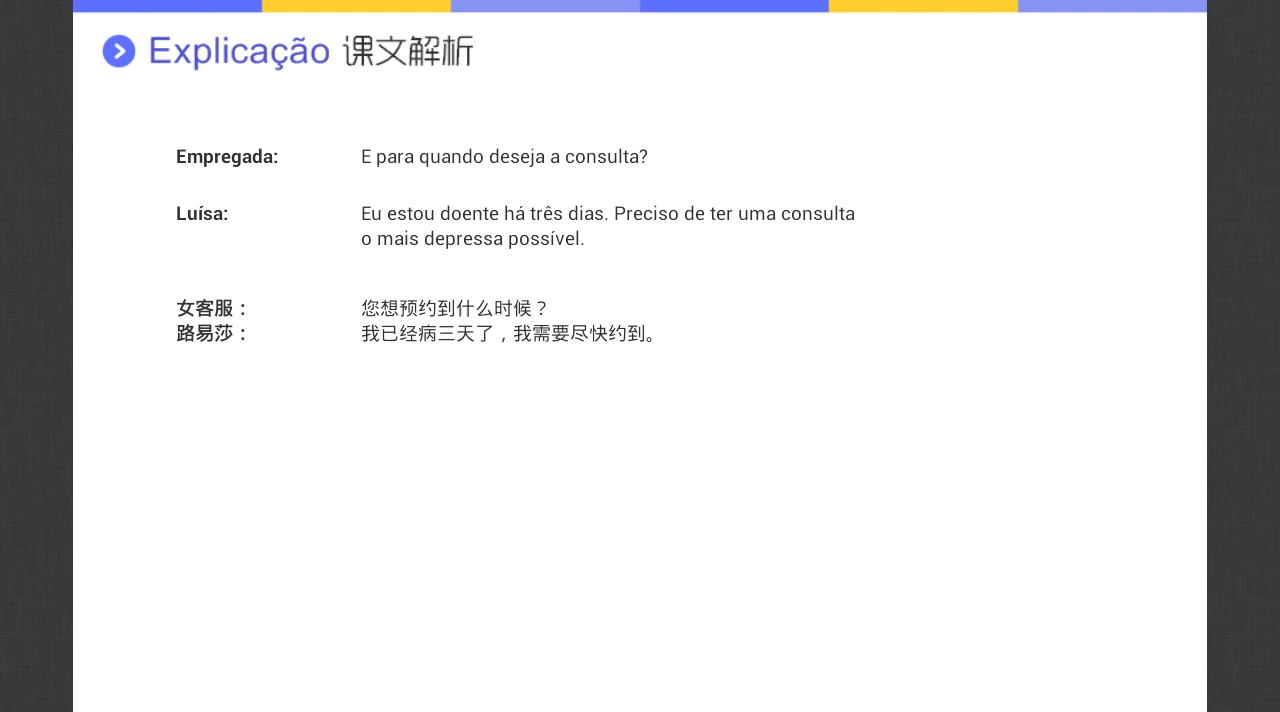 Explicação 课文解析
Empregada: E para quando deseja a consulta?
Luísa: Eu estou doente há três dias. Preciso de ter uma consulta
o mais depressa possível.
女客服： 您想预约到什么时候？
路易莎： 我已经病三天了，我需要尽快约到。